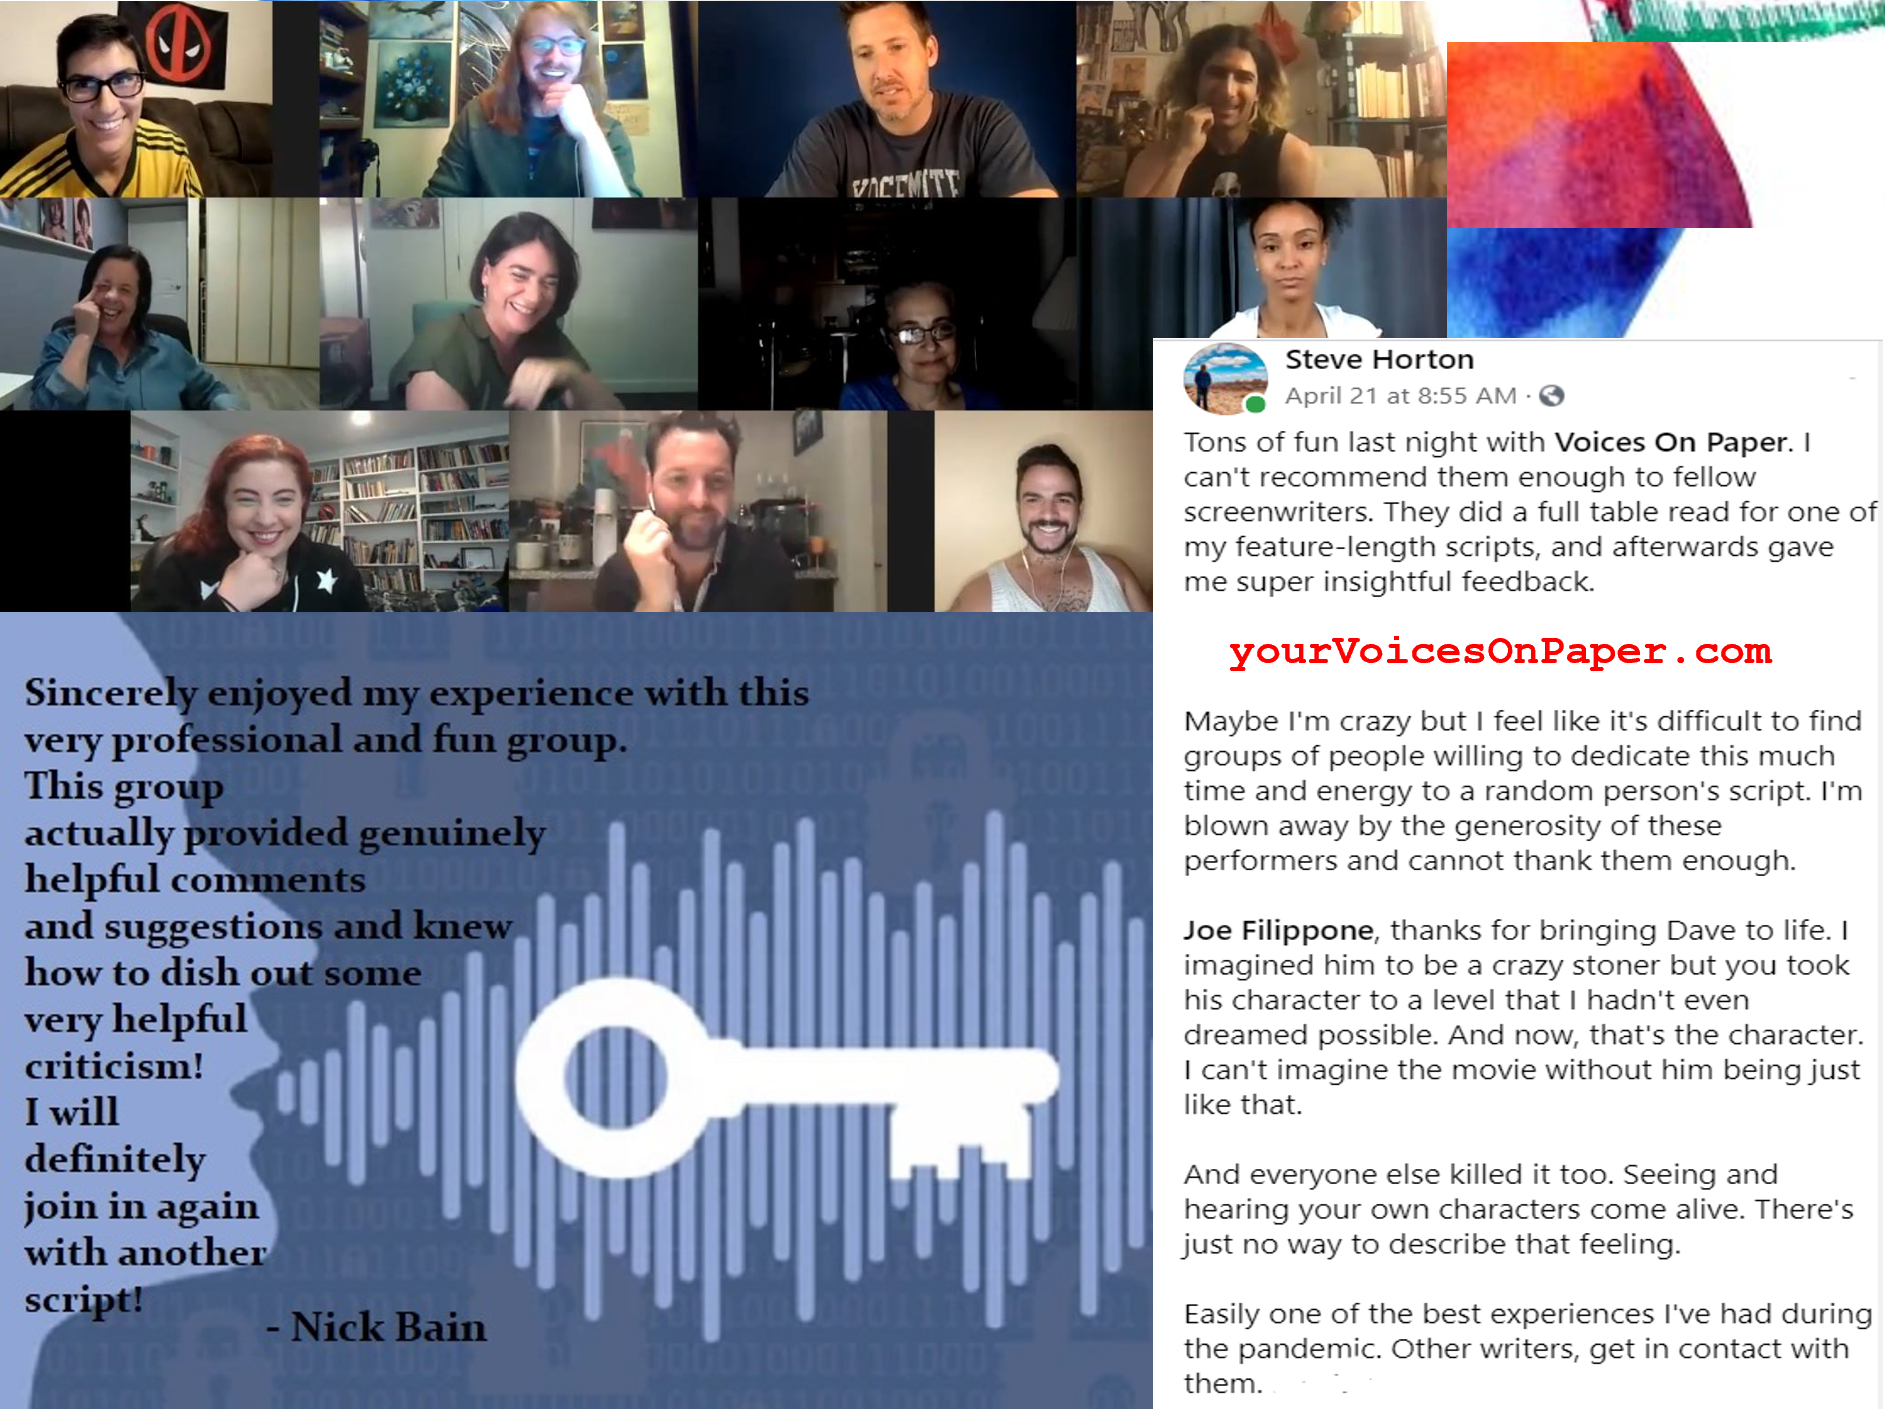 YOSEMITE
Steve Horton
April 21 at 8:55 AM ·
Tons of fun last night with Voices On Paper. I
can't recommend them enough to fellow
screenwriters. They did a full table read for one of
my feature-length scripts, and afterwards gave
me super insightful feedback.
yourVoicesOnPaper.com
Maybe I'm crazy but I feel like it's difficult to find
groups of people willing to dedicate this much
time and energy to a random person's script. I'm
blown away by the generosity of these
performers and cannot thank them enough.
Joe Filippone, thanks for bringing Dave to life. I
imagined him to be a crazy stoner but you took
his character to a level that I hadn't even
dreamed possible. And now, that's the character.
I can't imagine the movie without him being just
like that.
And everyone else killed it too. Seeing and
hearing your own characters come alive. There's
just no way to describe that feeling.
Easily one of the best experiences I've had during
the pandemic. Other writers, get in contact with
them.
Sincerely enjoyed my experience with this
very professional and fun group.
This group
actually provided genuinely
helpful comments
and suggestions and knew
how to dish out some
very helpful
criticism!
I will
definitely
join in again
with another
script!
- Nick Bain